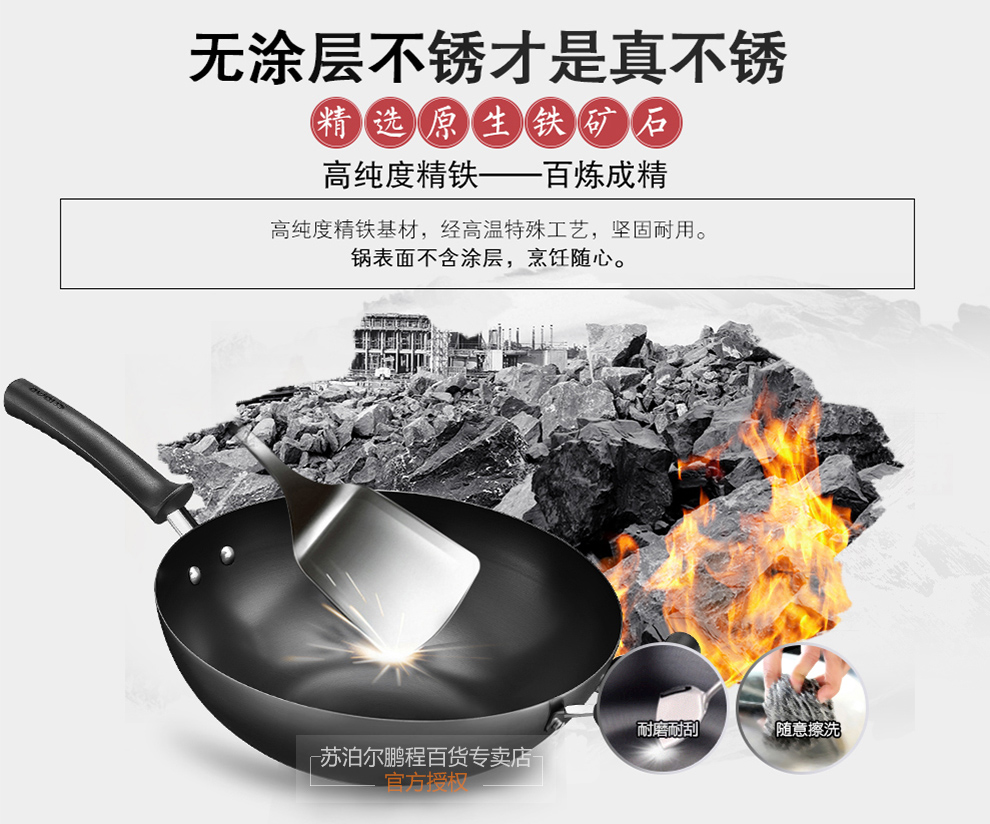 无涂层不锈才是真不锈
精选原生铁矿石
高纯度精铁——百炼成精
高纯度精铁基材，经高温特殊工艺，坚固耐用。
锅表面不含涂层，烹饪随心。
SUPOR
耐磨耐刮
随意擦洗
苏泊尔鹏程百货专卖店
官方授权